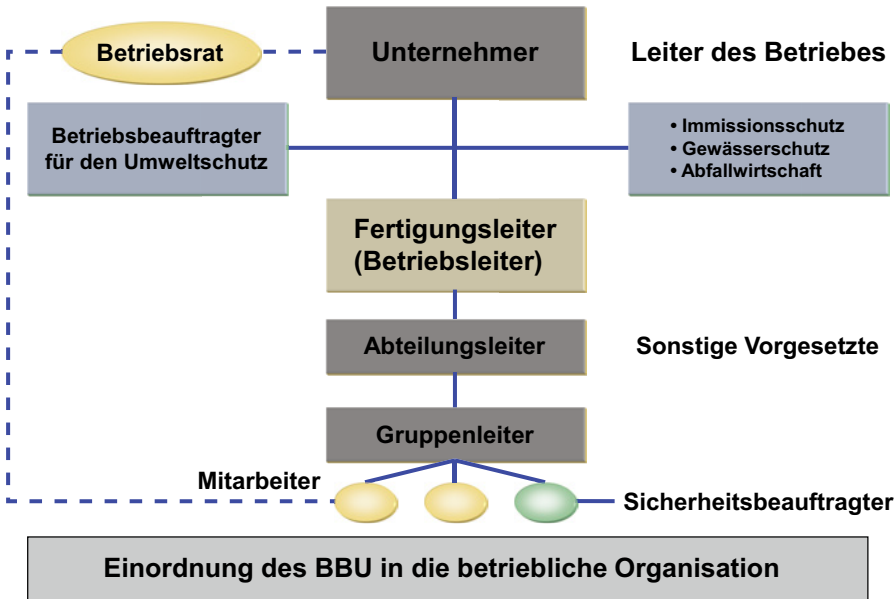 Betriebsrat
Unternehmer
Leiter des Betriebes
Betriebsbeauftragter
für den Umweltschutz
• Immissionsschutz
• Gewässerschutz
• Abfallwirtschaft
Fertigungsleiter
(Betriebsleiter)
Abteilungsleiter
Sonstige Vorgesetzte
Gruppenleiter
Mitarbeiter
Sicherheitsbeauftragter
Einordnung des BBU in die betriebliche Organisation